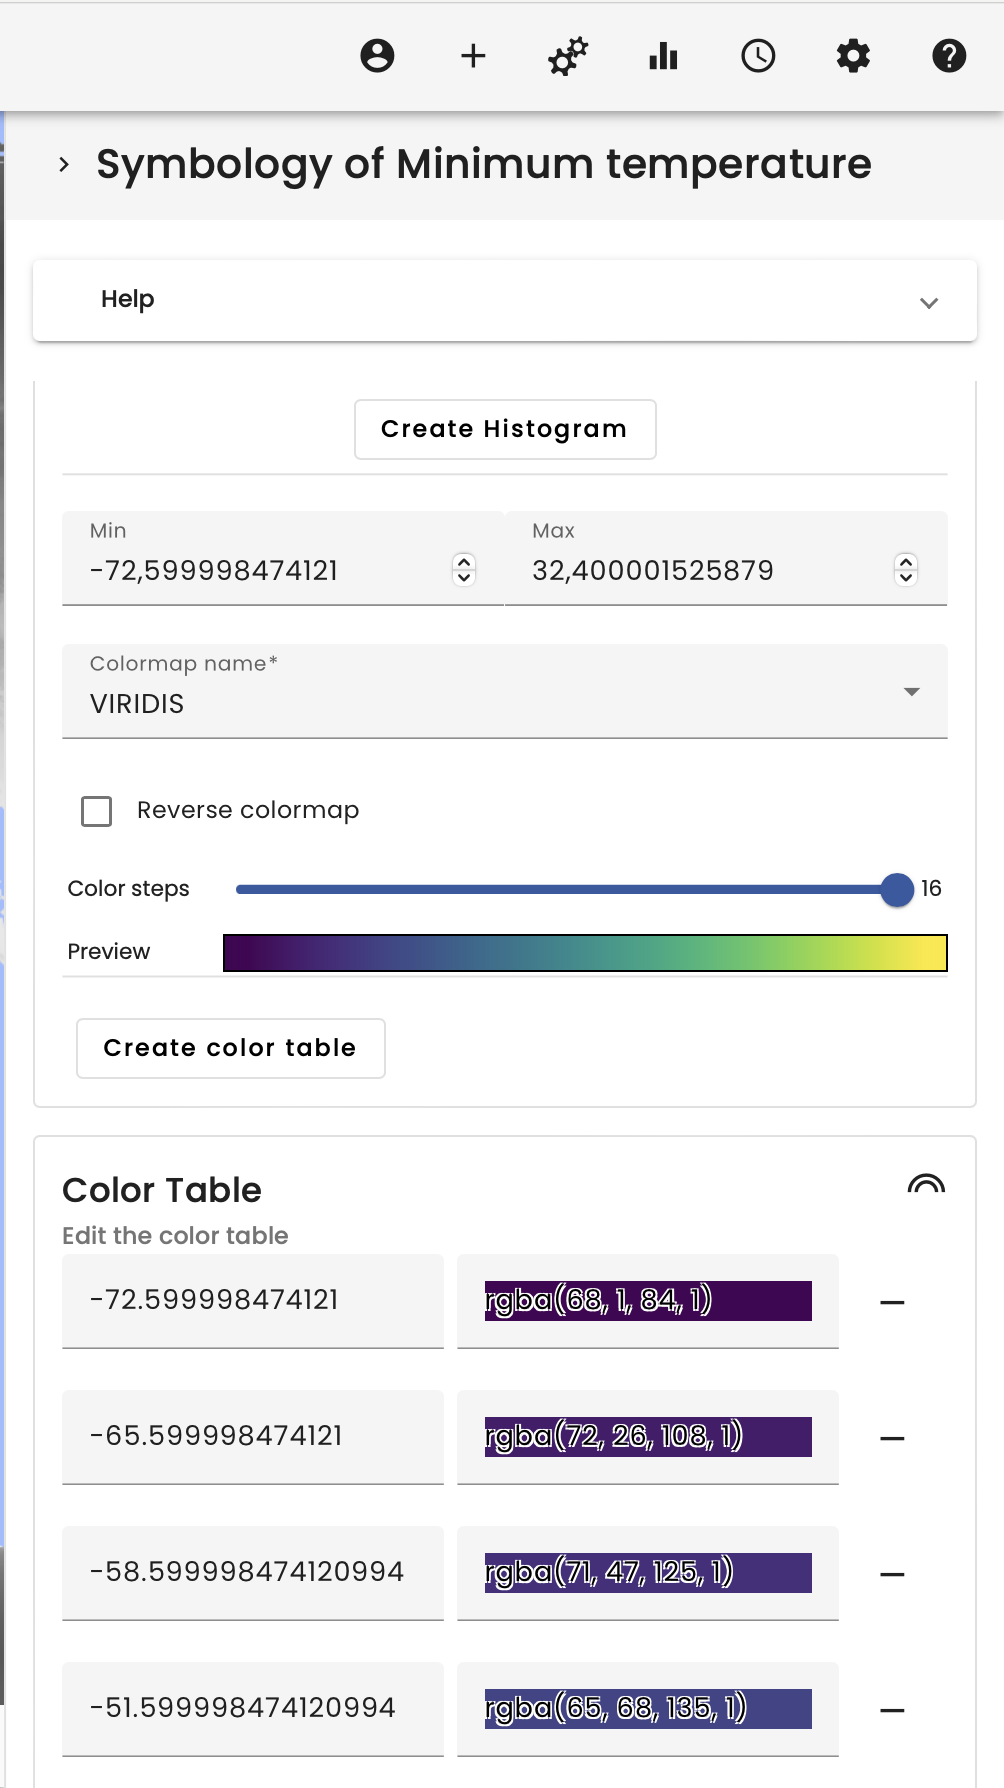 Symbology of Minimum temperature
Help
Create Histogram
Min
-72,599998474121
Max
32,400001525879
Colormap name*
VIRIDIS
Reverse colormap
Color steps
16
Preview
Create color table
Color Table
Edit the color table
-72.599998474121
rgba(68, 1, 84, 1)
-65.599998474121
rgba(72, 26, 108, 1)
-58.599998474120994
rgba(71, 47, 125, 1)
-51.599998474120994
rgba(65, 68, 135, 1)